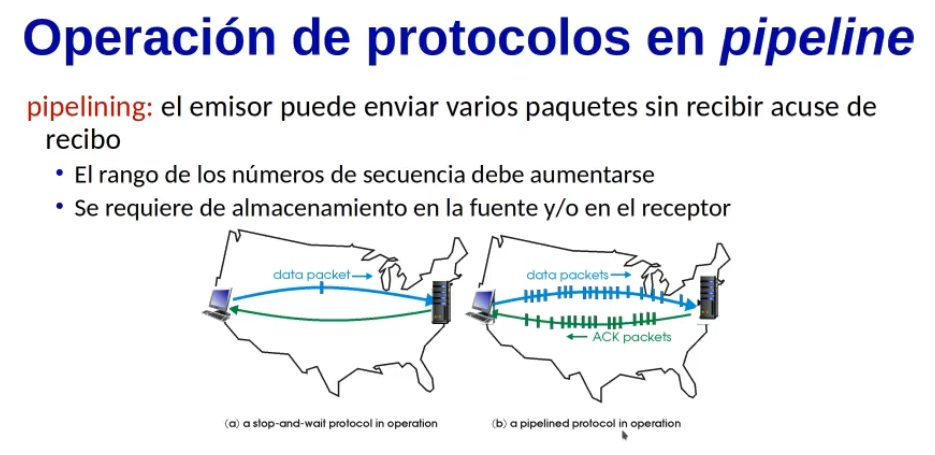 Operación de protocolos en pipeline
pipelining: el emisor puede enviar varios paquetes sin recibir acuse de
recibo
• El rango de los números de secuencia debe aumentarse
• Se requiere de almacenamiento en la fuente y/o en el receptor
data packet
data packets
ACK packets
(a) a stop-and-wait protocol in operation
(b) a pipelined protocol in operation